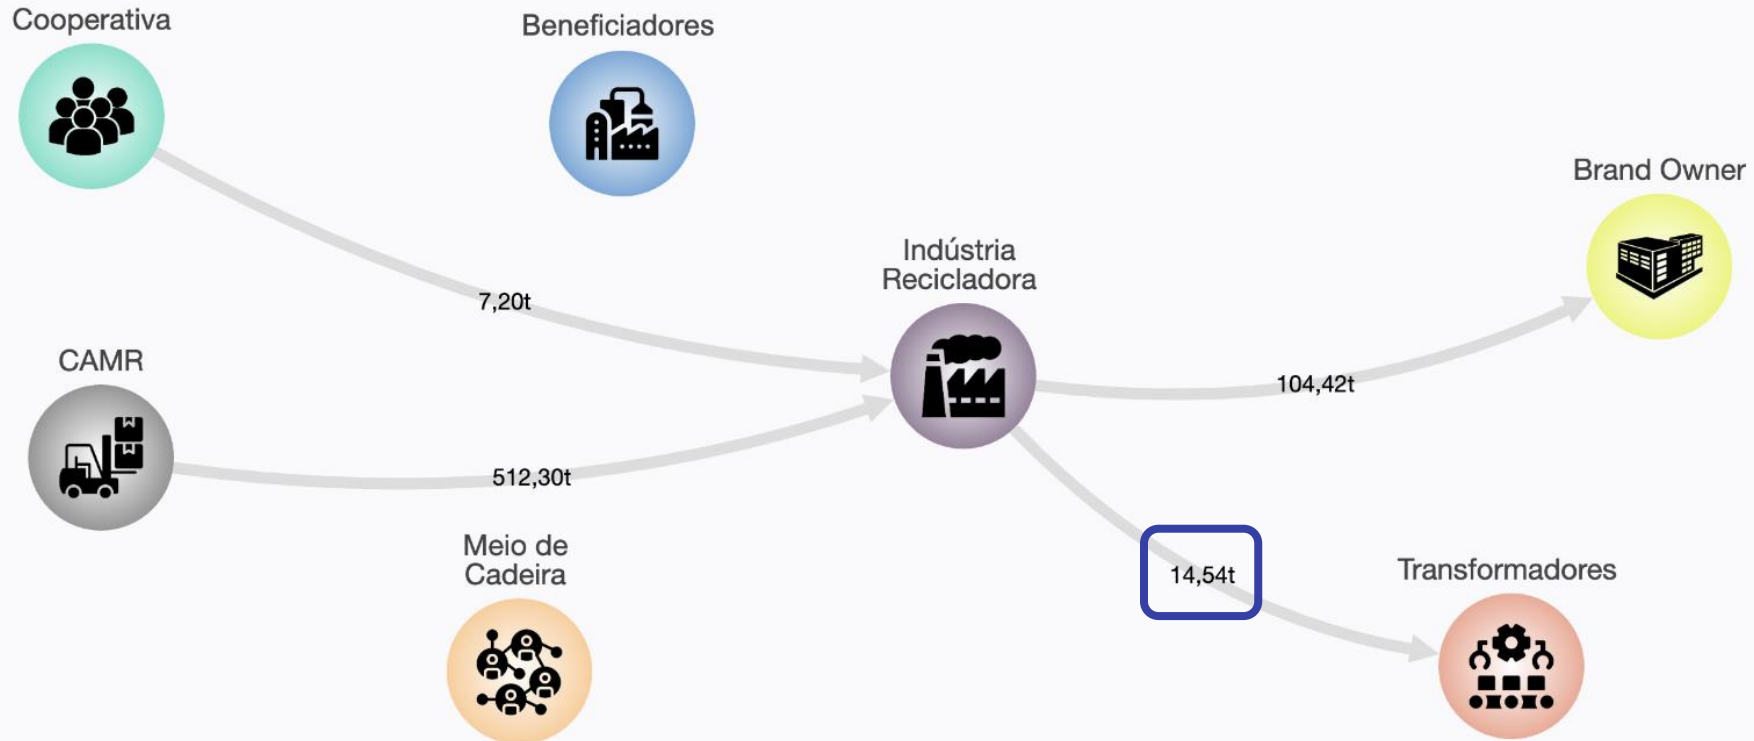 Cooperativa
Beneficiadores
Brand Owner
Indústria
Recicladora
7,20t
CAMR
104,42t
512,30t
Meio de
Cadeira
14,54t
Transformadores